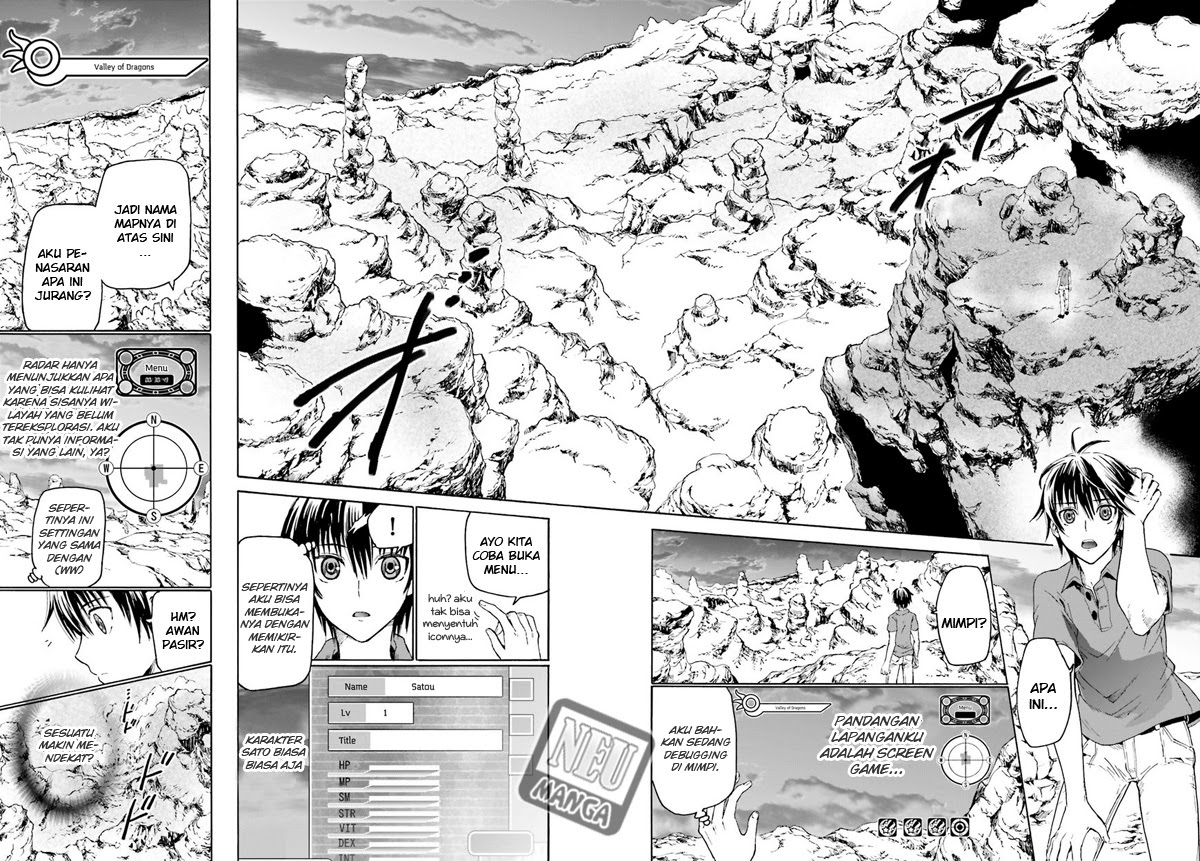 APA
INI...
MIMPI?
Valley of Dragons
Menu
PANDANGAN
LAPANGANKU
ADALAH SCREEN
GAME...
AKU BAH-
KAN SEDANG
DEBUGGING
DI MIMPI.
AYO KITA
COBA BUKA
MENU...
huh? aku
tak bisa
menyentuh
iconnya...
!
SEPERTINYA
AKU BISA
MEMBUKA-
NYA DENGAN
MEMIKIR-
KAN ITU.
Name Satou
Lv 1
Title
HP
MP
SM
STR
VIT
DEX
INT
KARAKTER
SATO BIASA
BIASA AJA
NEU
MANGA
Valley of Dragons
JADI NAMA
MAPNYA DI
ATAS SINI
...
AKU PE-
NASARAN
APA INI
JURANG?
Menu
N
W E
S
RADAR HANYA
MENUNJUKKAN APA
YANG BISA KULIHAT
KARENA SISANYA WI-
LAYAH YANG BELUM
TEREKSPLORASI. AKU
TAK PUNYA INFORMA-
SI YANG LAIN, YA?
SEPER-
TINYA INI
SETTINGAN
YANG SAMA
DENGAN
(WW)
HM?
AWAN
PASIR?
SESUATU
MAKIN ME-
NDEKAT?